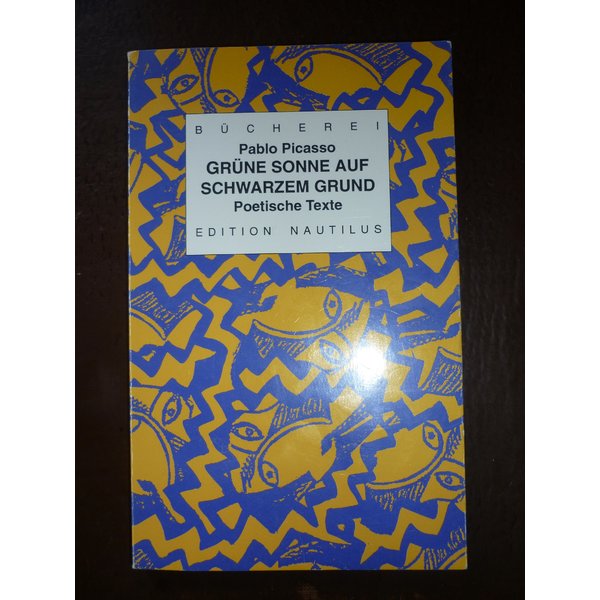 BÜCHEREI
Pablo Picasso
GRÜNE SONNE AUF
SCHWARZEM GRUND
Poetische Texte
EDITION NAUTILUS